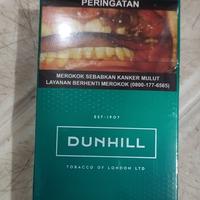 PERINGATAN
MEROKOK SEBABKAN KANKER MULUT
LAYANAN BERHENTI MEROKOK (0800-177-6565)
EST·1907
DUNHILL
TOBACCO OF LONDON LTD